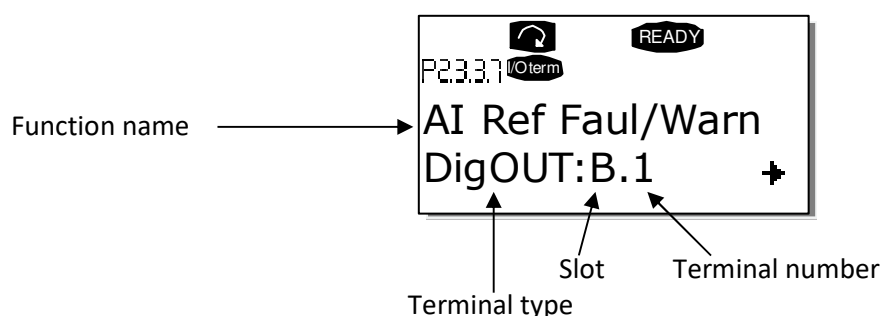 READY
P2.3.3.7 I/Oterm
Function name
AI Ref Faul/Warn
DigOUT:B.1
Slot
Terminal number
Terminal type